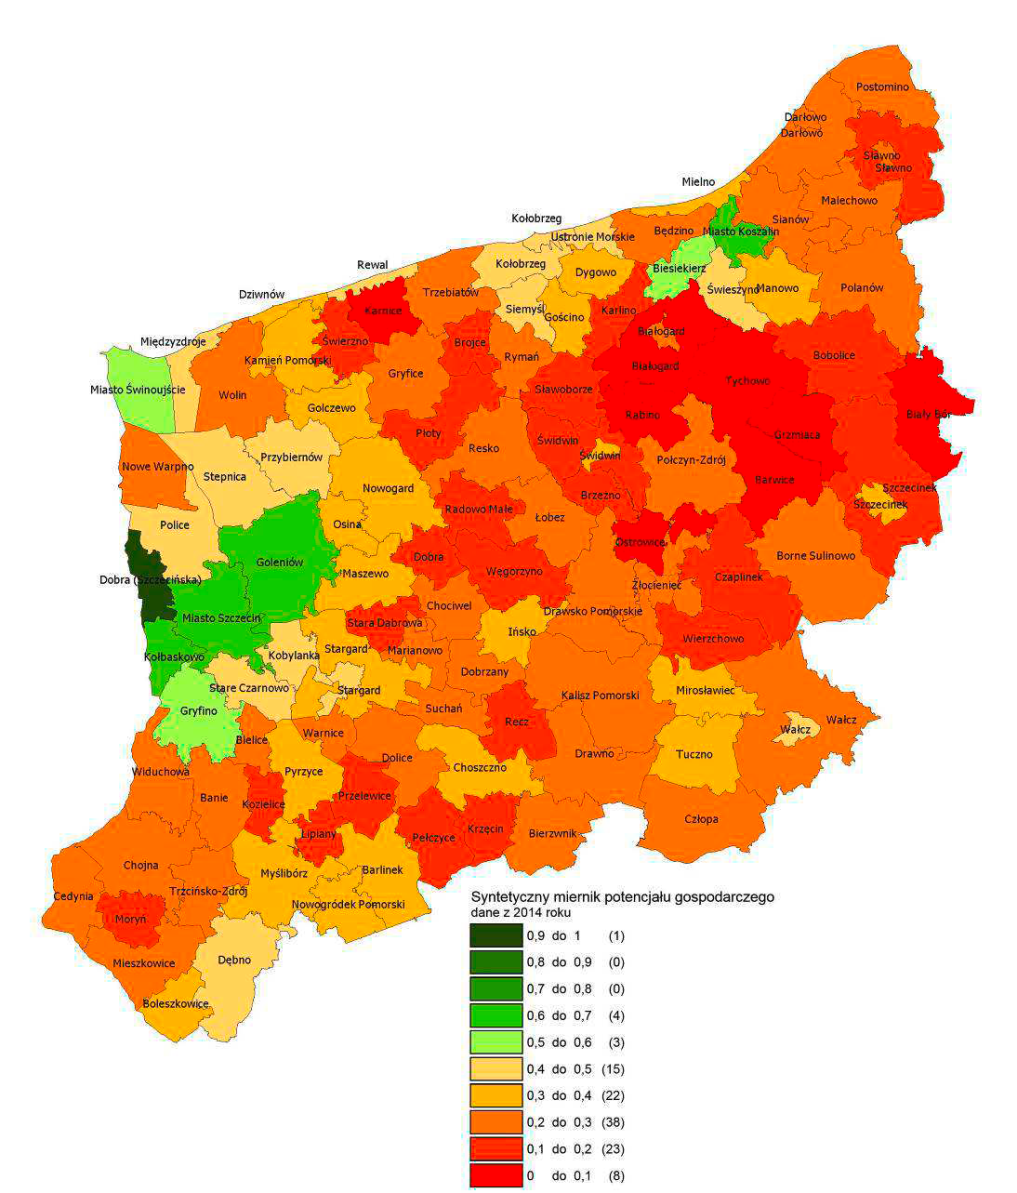 Postomino
Darłowo
Darłowó
Sławno
Sławno
Mielno
Malechowo
Kołobrzeg
Sianów
Ustronie Morskie
Będzino
Miasto Koszalin
Rewal
Kołobrzeg
Dygowo
Biesiekierz
Dziwnów
Trzebiatów
Świeszyno
Manowo
Polanów
Karnice
Siemyśl
Gościno
Karlino
Międzyzdroje
Świerzno
Brojce
Białogard
Kamień Pomorski
Rymań
Bobolice
Gryfice
Białogard
Miasto Świnoujście
Wolin
Sławoborze
Tychowo
Golczewo
Rąbino
Biały Bór
Płoty
Świdwin
Grzmiąca
Resko
Świdwin
Połczyn-Zdrój
Przybiernów
Nowe Warpno
Stepnica
Barwice
Nowogard
Brzeżno
Szczecinek
Szczecinek
Radowo Małe
Łobez
Police
Osina
Ostrowice
Dobra
Borne Sulinowo
Goleniów
Maszewo
Węgorzyno
Czaplinek
Dobra (Szczecińska)
Złocieniec
Chociwel
Drawsko Pomorskie
Miasto Szczecin
Stara Dąbrowa
Ińsko
Wierzchowo
Kołbaskowo
Kobylanka
Stargard
Marianowo
Dobrzany
Stare Czarnowo
Stargard
Kalisz Pomorski
Mirosławiec
Gryfino
Suchań
Recz
Wałcz
Wałcz
Bielice
Warnice
Drawno
Tuczno
Widuchowa
Pyrzyce
Dolice
Choszczno
Banie
Kozielice
Przelewice
Człopa
Lipiany
Pełczyce
Krzęcin
Bierzwnik
Chojna
Myślibórz
Barlinek
Cedynia
Trzcińsko-Zdrój
Nowogródek Pomorski
Moryń
Mieszkowice
Dębno
Boleszkowice
Syntetyczny miernik potencjału gospodarczego
dane z 2014 roku
0,9 do 1 (1)
0,8 do 0,9 (0)
0,7 do 0,8 (0)
0,6 do 0,7 (4)
0,5 do 0,6 (3)
0,4 do 0,5 (15)
0,3 do 0,4 (22)
0,2 do 0,3 (38)
0,1 do 0,2 (23)
0 do 0,1 (8)